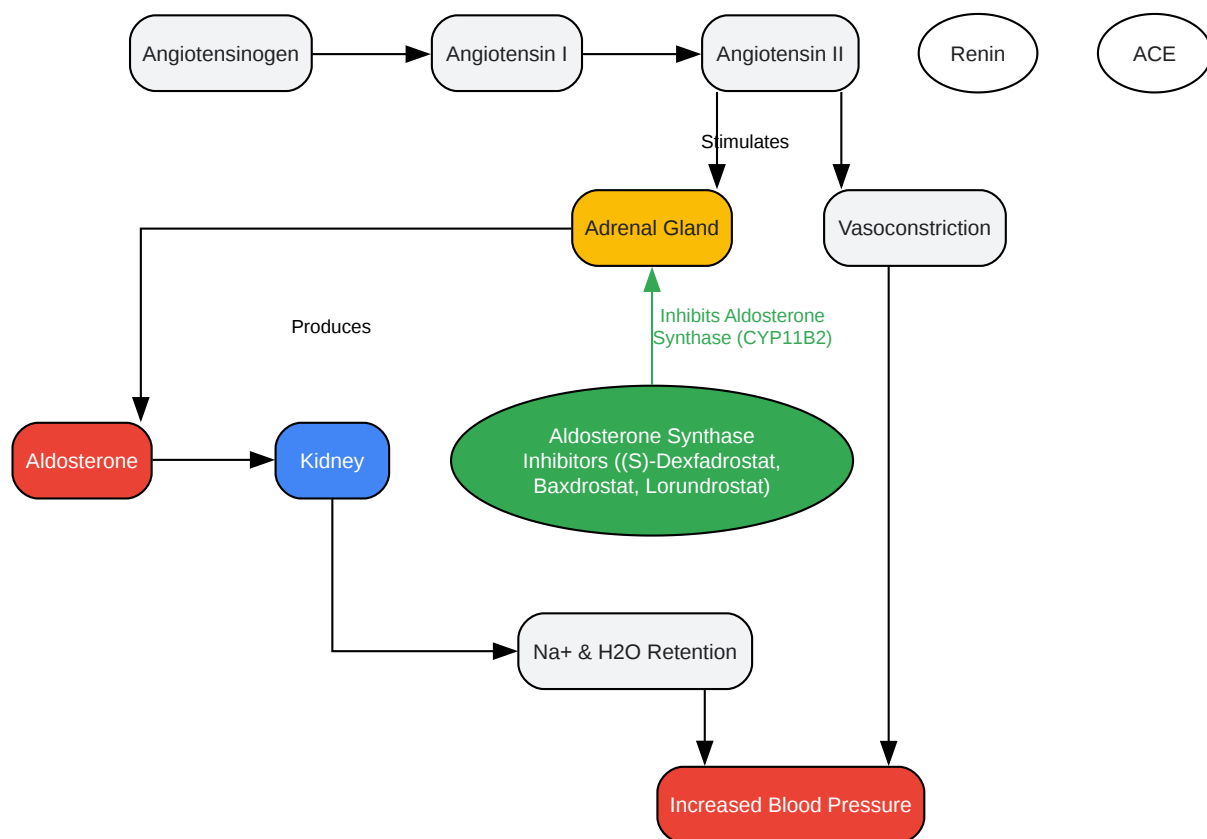 Angiotensinogen
Angiotensin I
Angiotensin II
Renin
ACE
Stimulates
Adrenal Gland
Vasoconstriction
Produces
Inhibits Aldosterone
Synthase (CYP11B2)
Aldosterone
Kidney
Aldosterone Synthase
Inhibitors ((S)-Dexfadrostat,
Baxdrostat, Lorundrostat)
Na+ & H2O Retention
Increased Blood Pressure